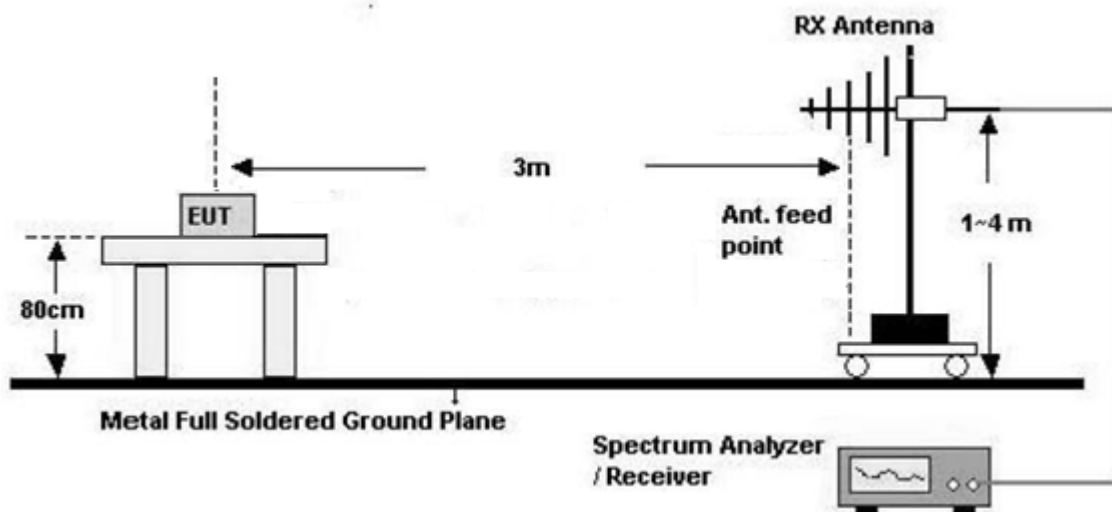 RX Antenna
3m
EUT
Ant. feed
point
1~4 m
80cm
Metal Full Soldered Ground Plane
Spectrum Analyzer
/ Receiver